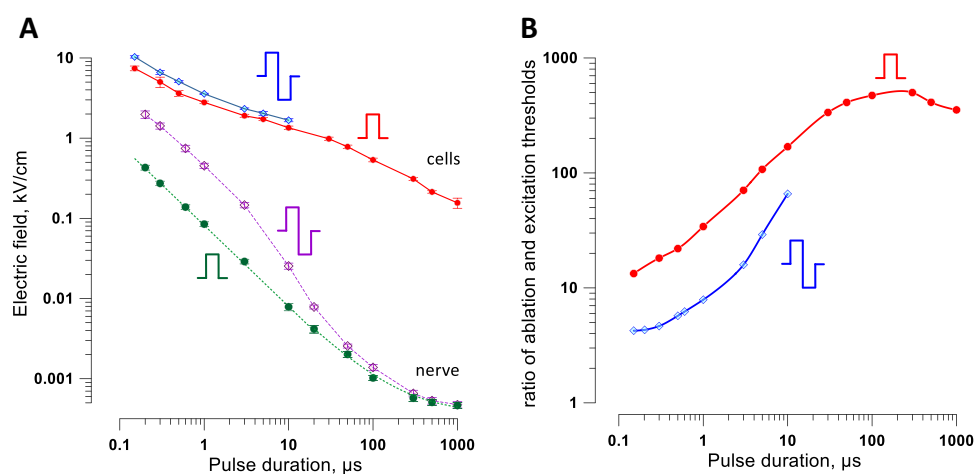 A
Electric field, kV/cm
10
1
0.1
0.01
0.001
cells
nerve
0.1
1
10
100
1000
Pulse duration, μs
B
ratio of ablation and excitation thresholds
1000
100
10
1
0.1
1
10
100
1000
Pulse duration, μs